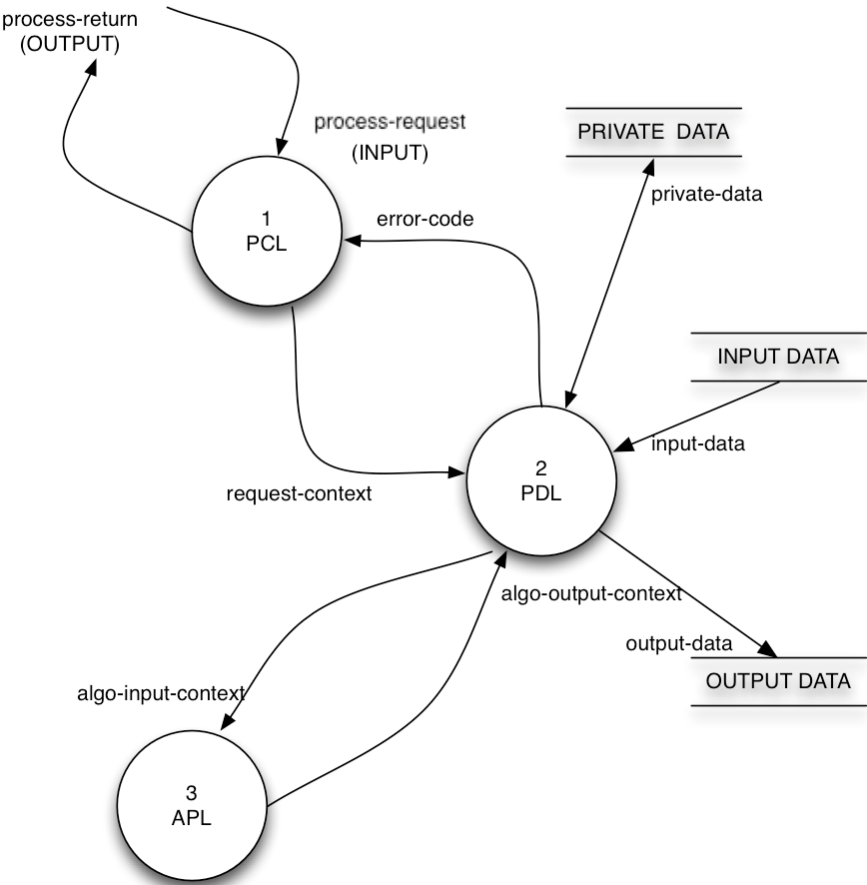 process-return
(OUTPUT)
process-request
(INPUT)
PRIVATE DATA
private-data
1
PCL
error-code
INPUT DATA
input-data
2
PDL
request-context
algo-output-context
output-data
OUTPUT DATA
algo-input-context
3
APL